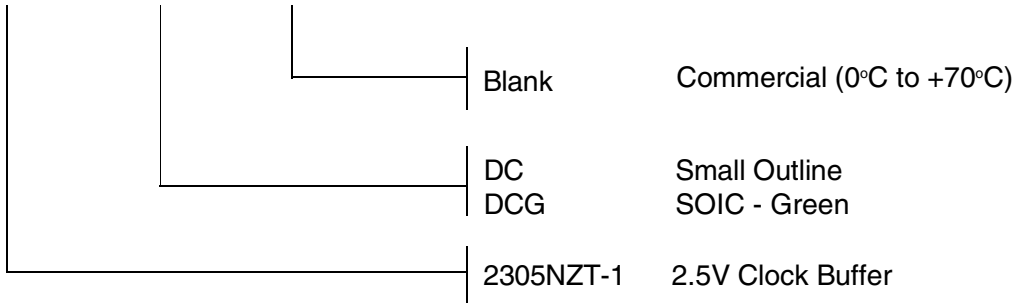 Blank Commercial (0°C to +70°C)
DC Small Outline
DCG SOIC - Green
2305NZT-1 2.5V Clock Buffer